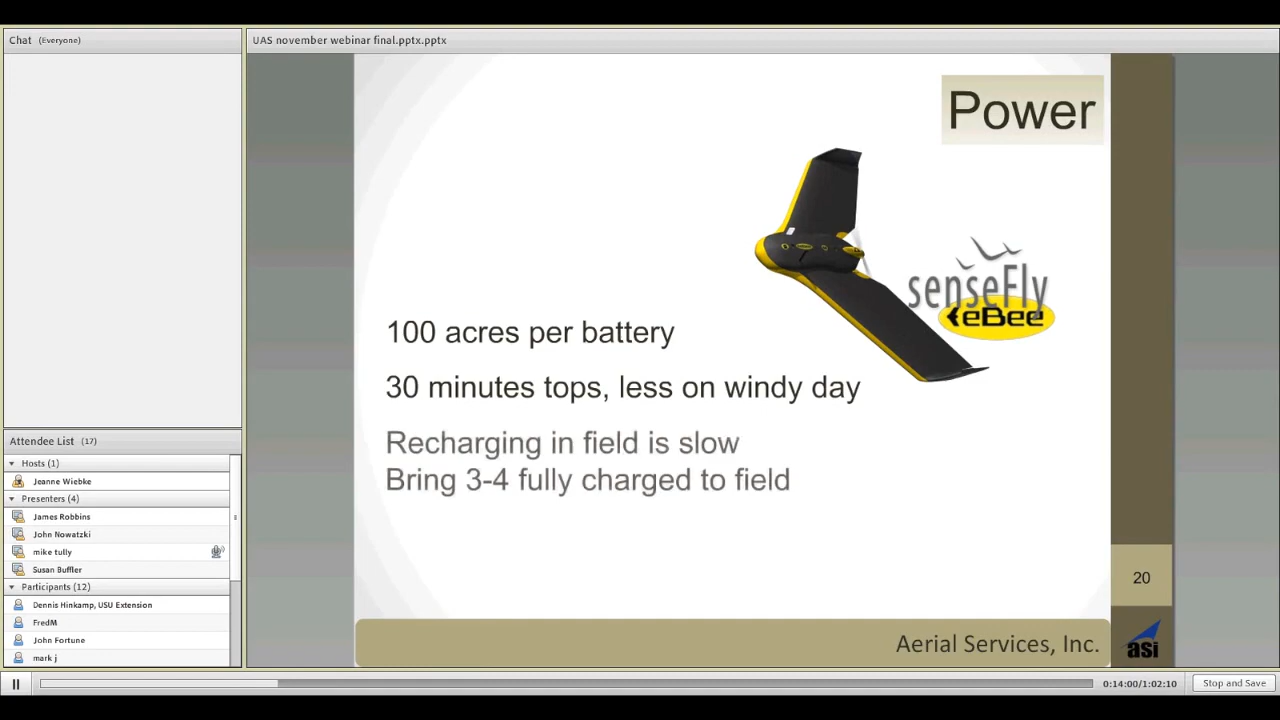 Chat (Everyone)
UAS november webinar final.pptx.pptx
Power
senseFly
eBee
100 acres per battery
30 minutes tops, less on windy day
Recharging in field is slow
Bring 3-4 fully charged to field
20
Aerial Services, Inc.
asi
Attendee List (17)
Hosts (1)
Jeanne Wiebke
Presenters (4)
James Robbins
John Nowatzki
mike tully
Susan Buffler
Participants (12)
Dennis Hinkamp, USU Extension
FredM
John Fortune
mark j
0:14:00/1:02:10
Stop and Save